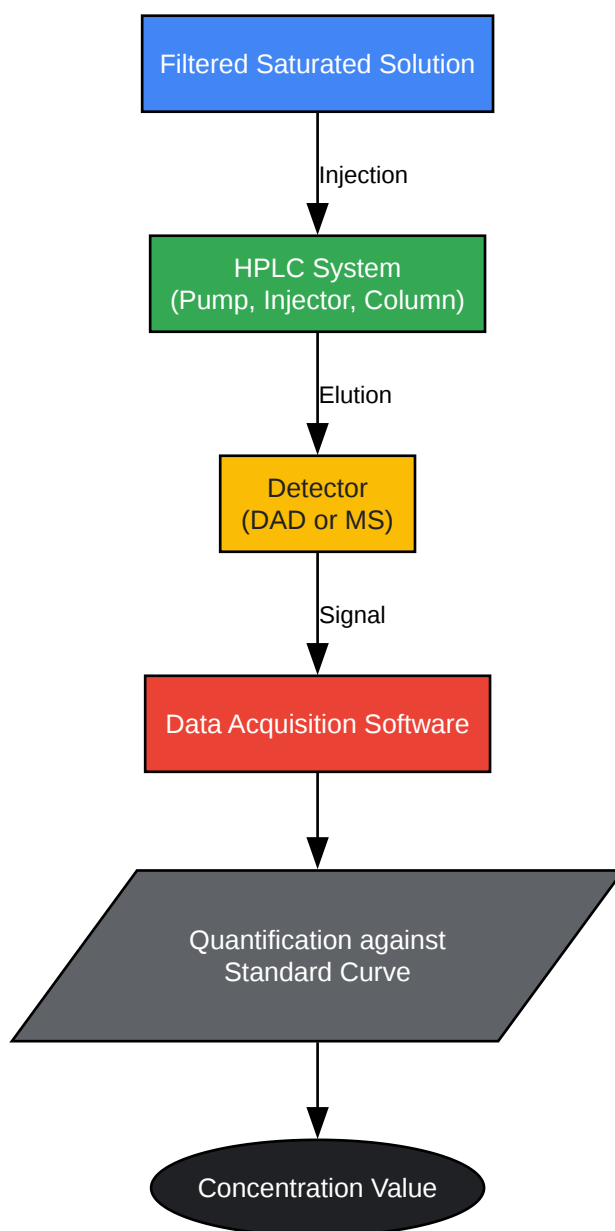 Filtered Saturated Solution
Injection
HPLC System
(Pump, Injector, Column)
Elution
Detector
(DAD or MS)
Signal
Data Acquisition Software
Quantification against
Standard Curve
Concentration Value